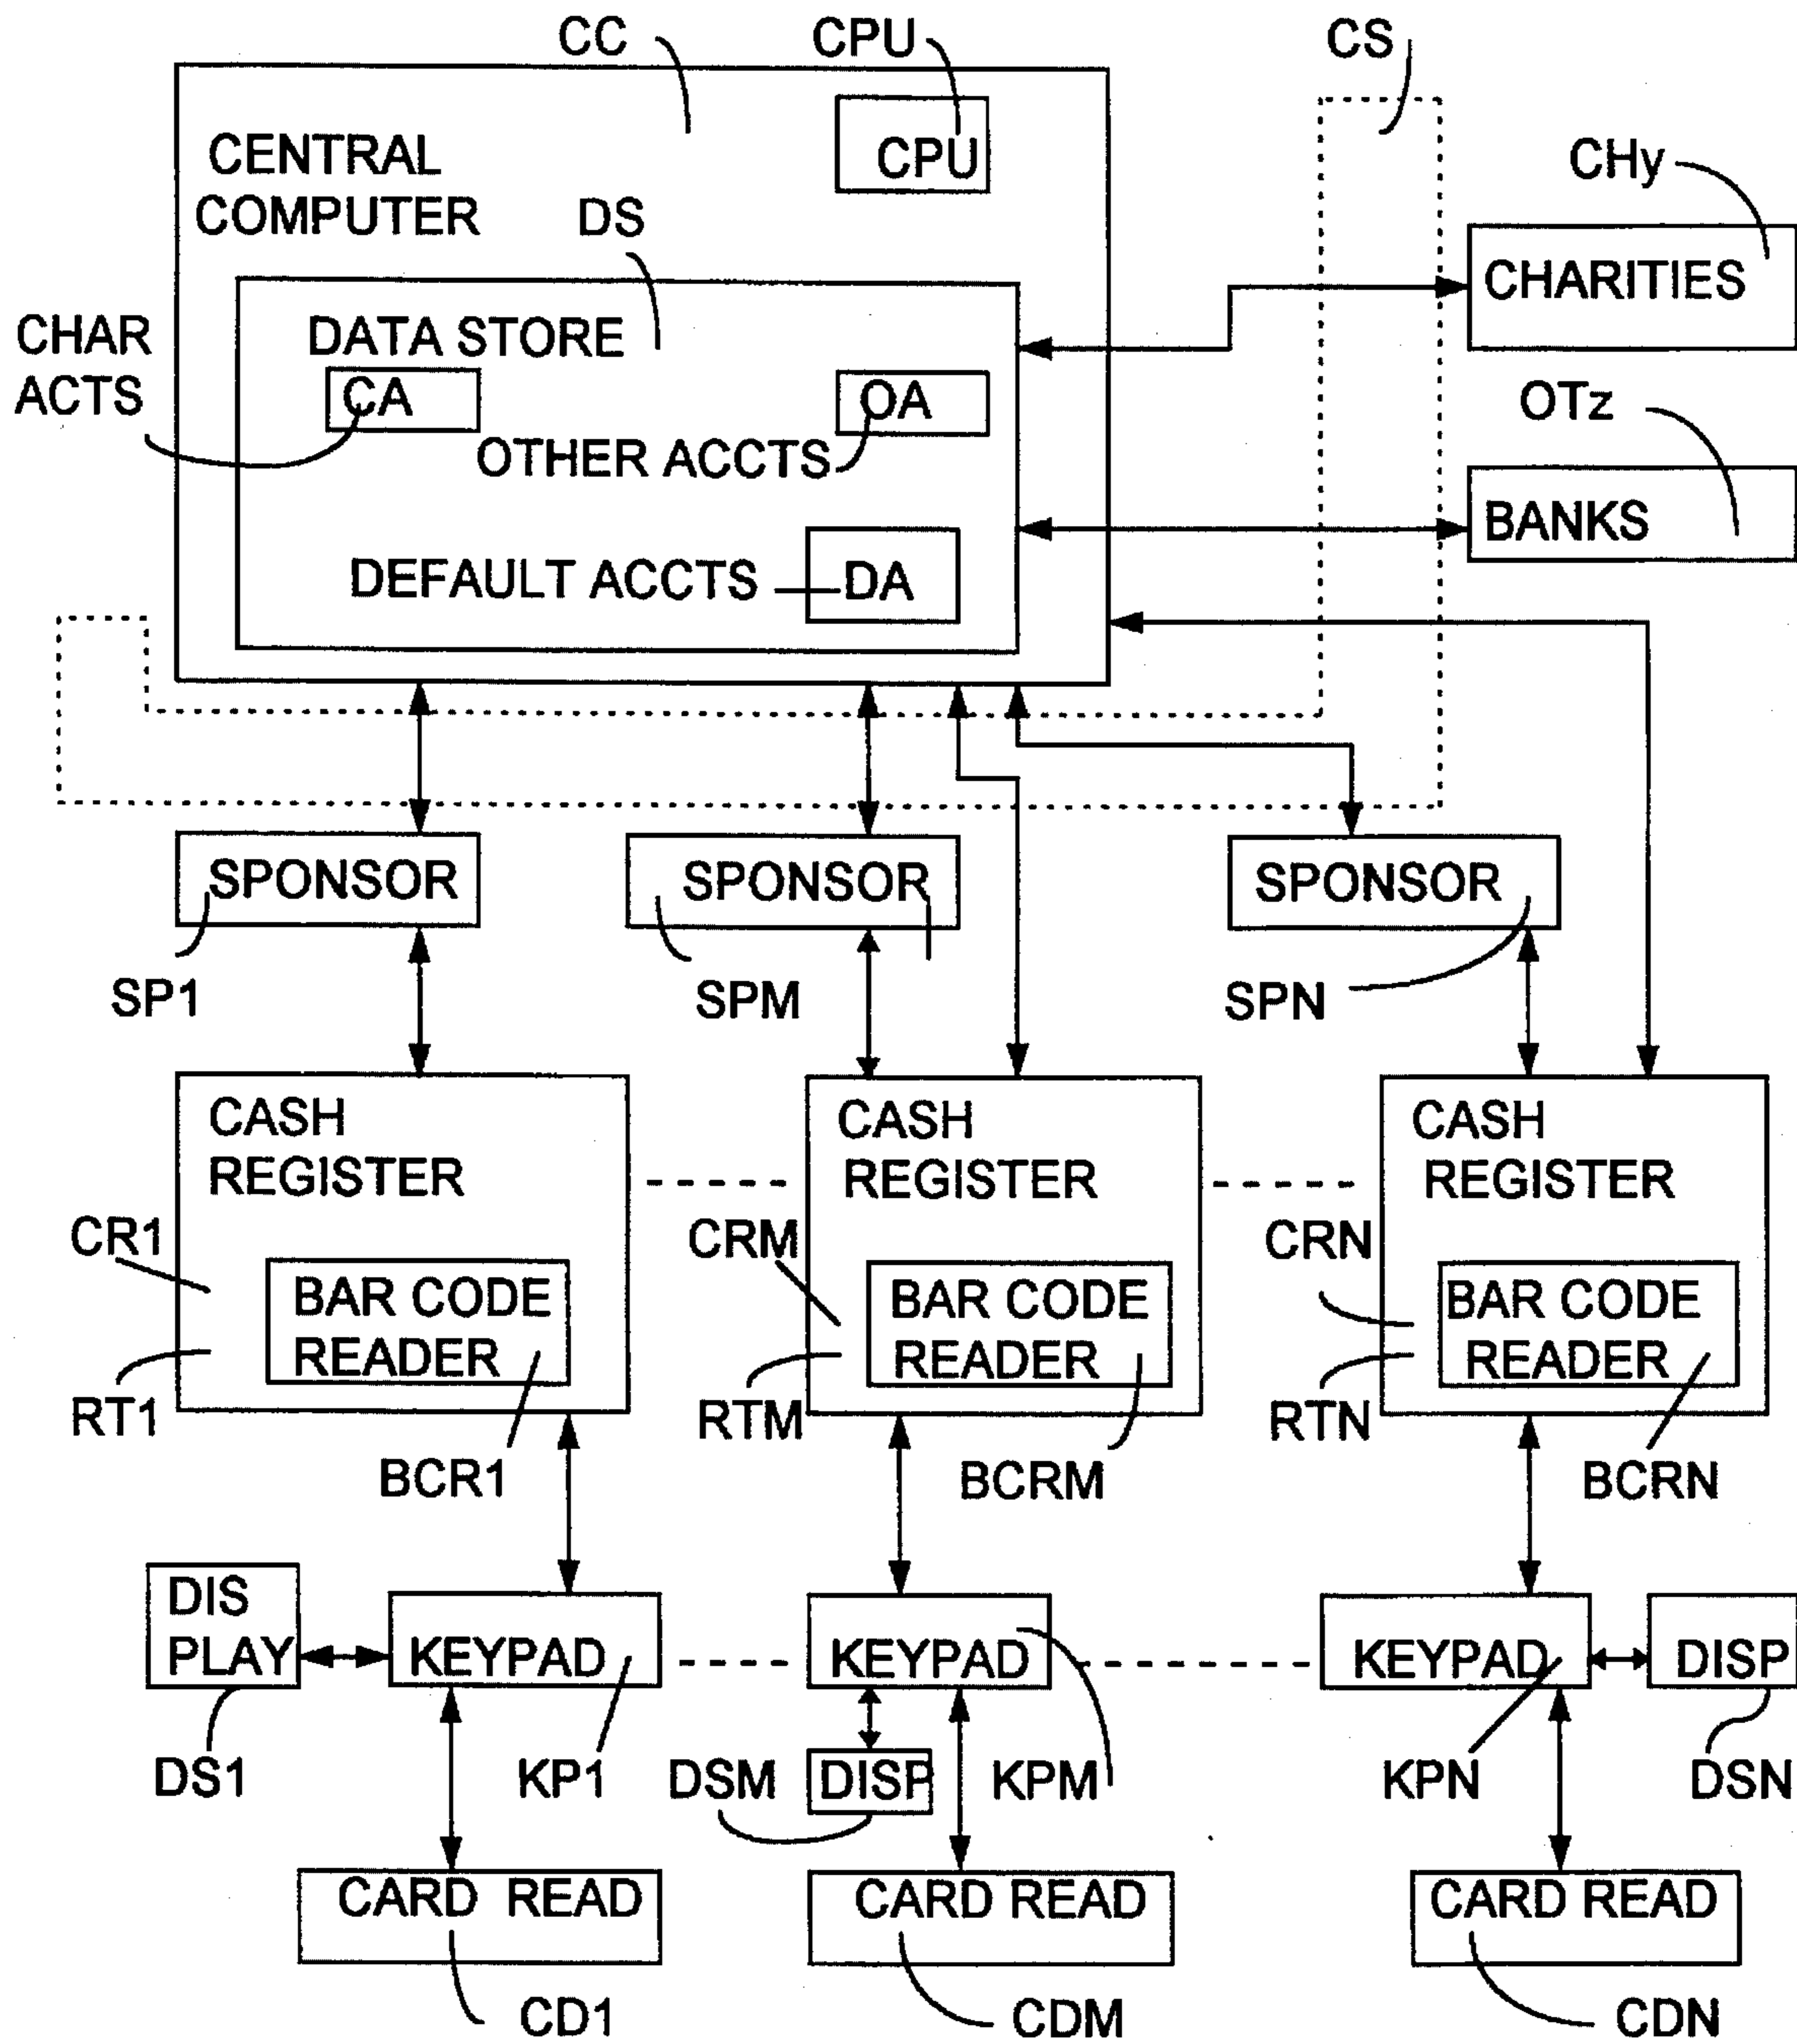 CC
CPU
CS
CENTRAL
COMPUTER
CPU
CHy
DS
CHARITIES
CHAR
ACTS
DATA STORE
CA
OA
OTHER ACCTS
OTz
BANKS
DEFAULT ACCTS
DA
SPONSOR
SPONSOR
SPONSOR
SP1
SPM
SPN
CASH
REGISTER
CASH
REGISTER
CASH
REGISTER
CR1
CRM
CRN
BAR CODE
READER
BAR CODE
READER
BAR CODE
READER
RT1
RTM
RTN
BCR1
BCRM
BCRN
DIS
PLAY
KEYPAD
KEYPAD
KEYPAD
DISP
DS1
KP1
DSM
DISP
KPM
KPN
DSN
CARD READ
CARD READ
CARD READ
CD1
CDM
CDN